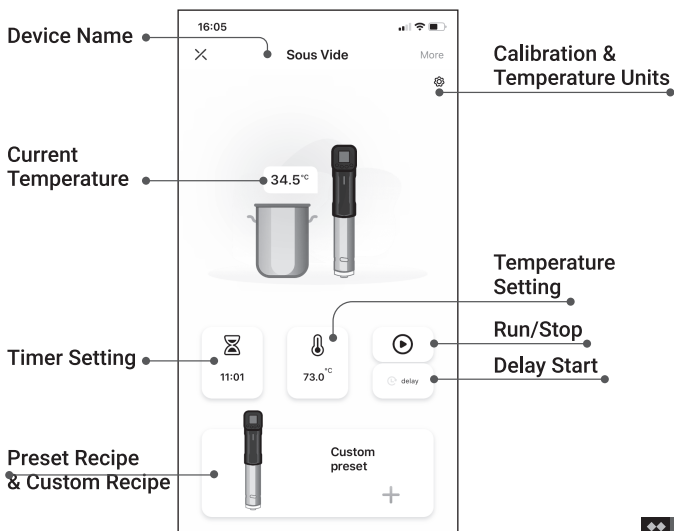 16:05
Device Name
Sous Vide
More
Calibration &
Temperature Units
Current
Temperature
34.5°C
Temperature
Setting
Run/Stop
Timer Setting
11:01
73.0°C
delay
Delay Start
Preset Recipe
& Custom Recipe
Custom
preset